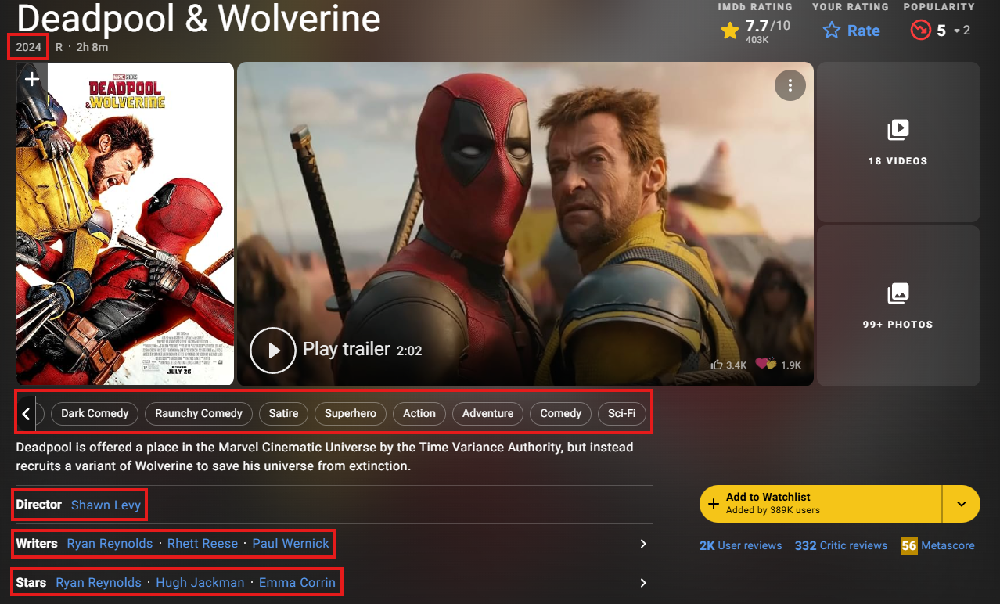 Deadpool & Wolverine
IMDb RATING
7.7/10
403K
YOUR RATING
Rate
POPULARITY
5 2
2024 R · 2h 8m
MARVEL STUDIOS
DEADPOOL
& WOLVERINE
JULY 26
Play trailer 2:02
3.4K 1.9K
18 VIDEOS
99+ PHOTOS
Dark Comedy Raunchy Comedy Satire Superhero Action Adventure Comedy Sci-Fi
Deadpool is offered a place in the Marvel Cinematic Universe by the Time Variance Authority, but instead
recruits a variant of Wolverine to save his universe from extinction.
Director Shawn Levy
Writers Ryan Reynolds · Rhett Reese · Paul Wernick
Stars Ryan Reynolds · Hugh Jackman · Emma Corrin
Add to Watchlist
Added by 389K users
2K User reviews 332 Critic reviews 56 Metascore